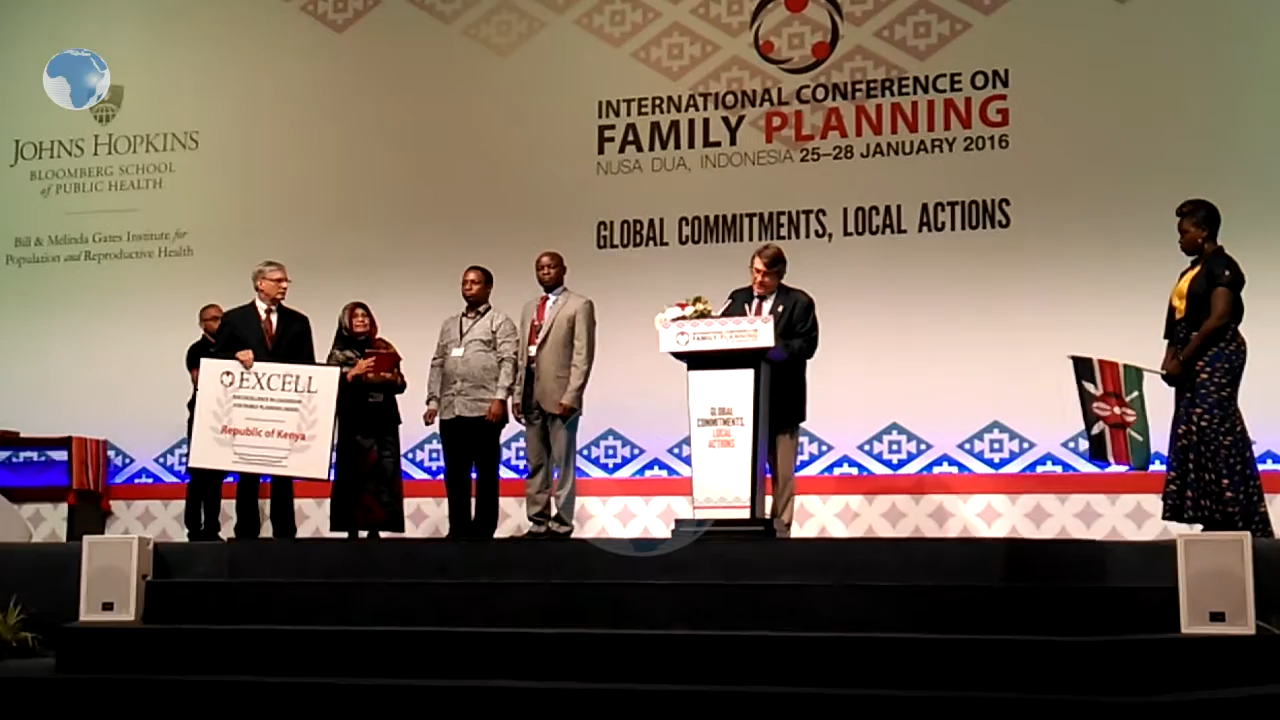 JOHNS HOPKINS
BLOOMBERG SCHOOL
of PUBLIC HEALTH
Bill & Melinda Gates Institute for
Population and Reproductive Health
INTERNATIONAL CONFERENCE ON
FAMILY PLANNING
NUSA DUA, INDONESIA 25–28 JANUARY 2016
GLOBAL COMMITMENTS, LOCAL ACTIONS
EXCELL
Republic of Kenya
FAMILY PLANNING
GLOBAL
COMMITMENTS,
LOCAL
ACTIONS